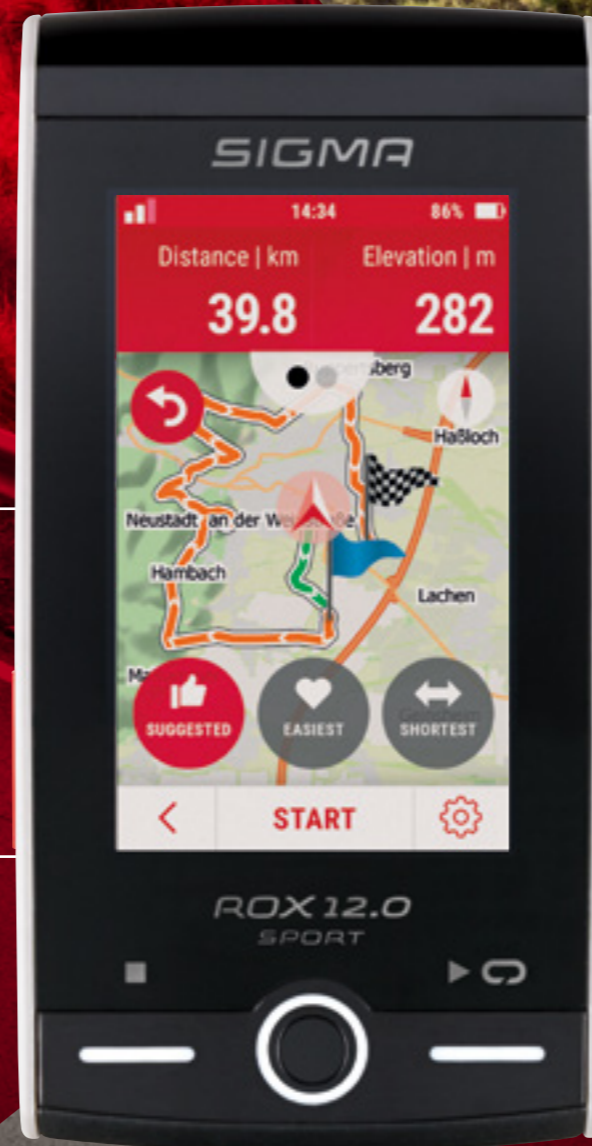 SIGMA
14:34 86%
Distance | km Elevation | m
39.8 282
Haßloch
Neustadt an der
Hambach
Lachen
SUGGESTED EASIEST SHORTEST
START
ROX 12.0
SPORT